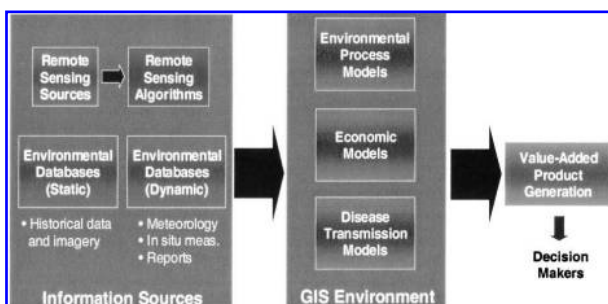 Remote
Sensing
Sources
Remote
Sensing
Algorithms
Environmental
Databases
(Static)
Environmental
Databases
(Dynamic)
• Historical data
and imagery
• Meteorology
• In situ meas.
• Reports
Information Sources
Environmental
Process
Models
Economic
Models
Disease
Transmission
Models
GIS Environment
Value-Added
Product
Generation
Decision
Makers